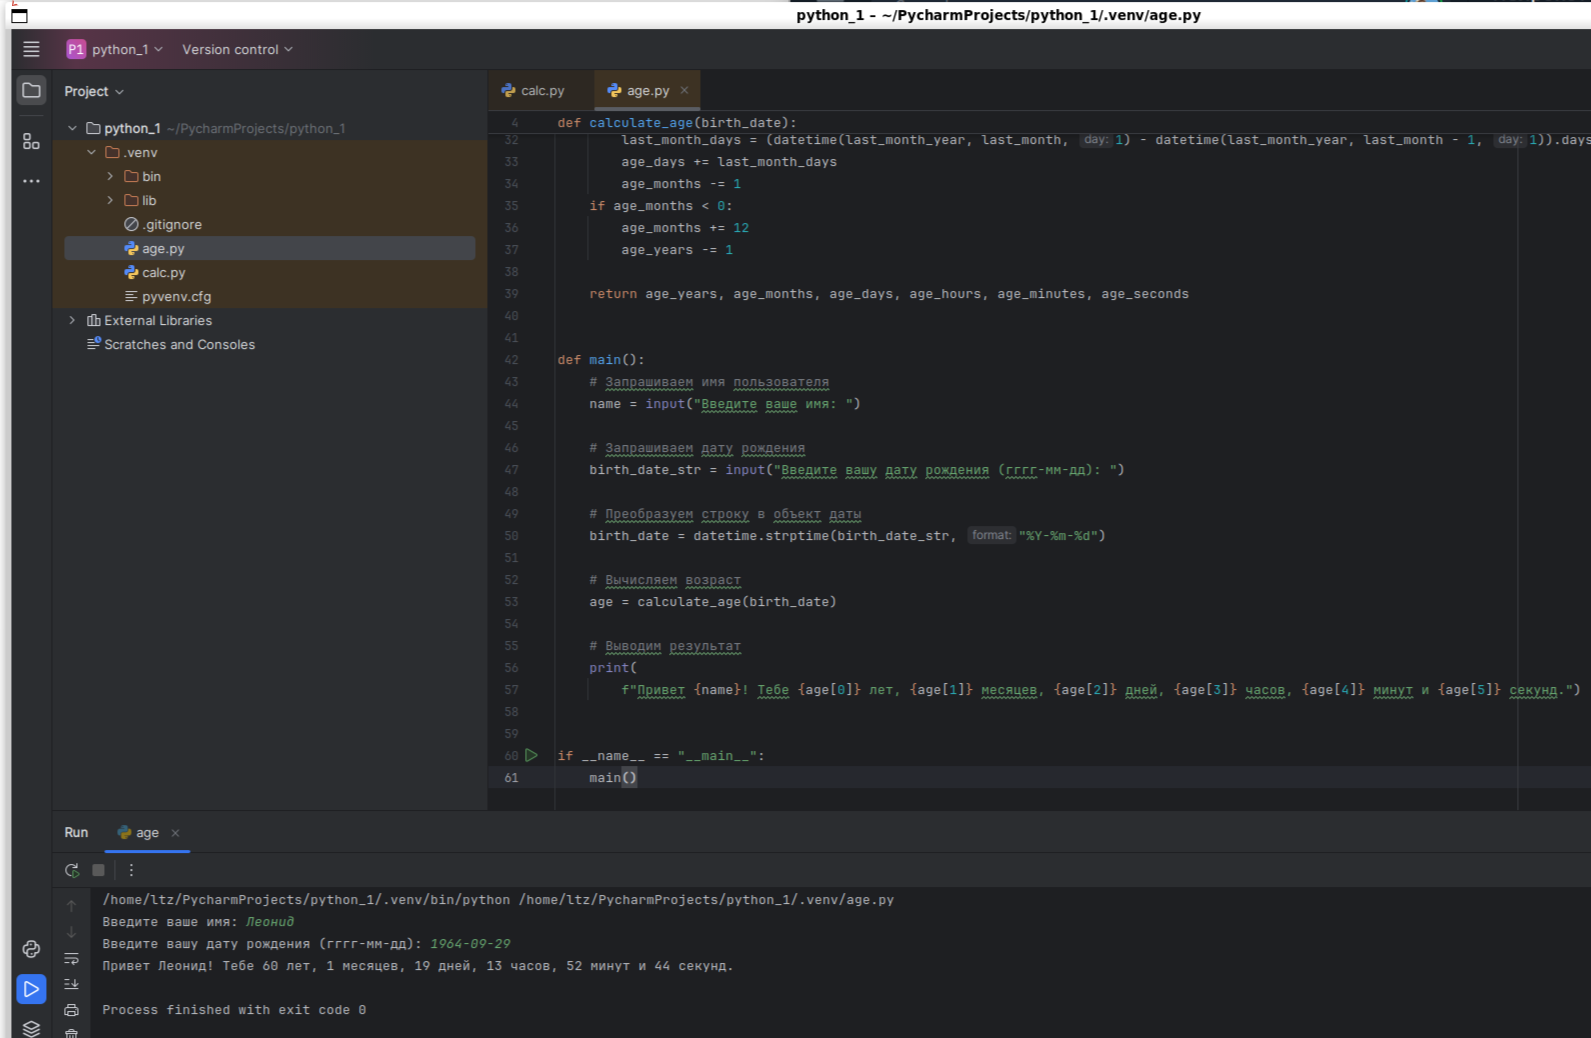 python_1 – ~/PycharmProjects/python_1/.venv/age.py
P1 python_1 Version control
Project
python_1 ~/PycharmProjects/python_1
.venv
bin
lib
.gitignore
age.py
calc.py
pyvenv.cfg
External Libraries
Scratches and Consoles
calc.py age.py
4 def calculate_age(birth_date):
32 last_month_days = (datetime(last_month_year, last_month, day: 1) - datetime(last_month_year, last_month - 1, day: 1)).days
33 age_days += last_month_days
34 age_months -= 1
35 if age_months < 0:
36 age_months += 12
37 age_years -= 1
38
39 return age_years, age_months, age_days, age_hours, age_minutes, age_seconds
40
41
42 def main():
43 # Запрашиваем имя пользователя
44 name = input("Введите ваше имя: ")
45
46 # Запрашиваем дату рождения
47 birth_date_str = input("Введите вашу дату рождения (гггг-мм-дд): ")
48
49 # Преобразуем строку в объект даты
50 birth_date = datetime.strptime(birth_date_str, format: "%Y-%m-%d")
51
52 # Вычисляем возраст
53 age = calculate_age(birth_date)
54
55 # Выводим результат
56 print(
57 f"Привет {name}! Тебе {age[0]} лет, {age[1]} месяцев, {age[2]} дней, {age[3]} часов, {age[4]} минут и {age[5]} секунд.")
58
59
60 if __name__ == "__main__":
61 main()
Run age
/home/ltz/PycharmProjects/python_1/.venv/bin/python /home/ltz/PycharmProjects/python_1/.venv/age.py
Введите ваше имя: Леонид
Введите вашу дату рождения (гггг-мм-дд): 1964-09-29
Привет Леонид! Тебе 60 лет, 1 месяцев, 19 дней, 13 часов, 52 минут и 44 секунд.
Process finished with exit code 0